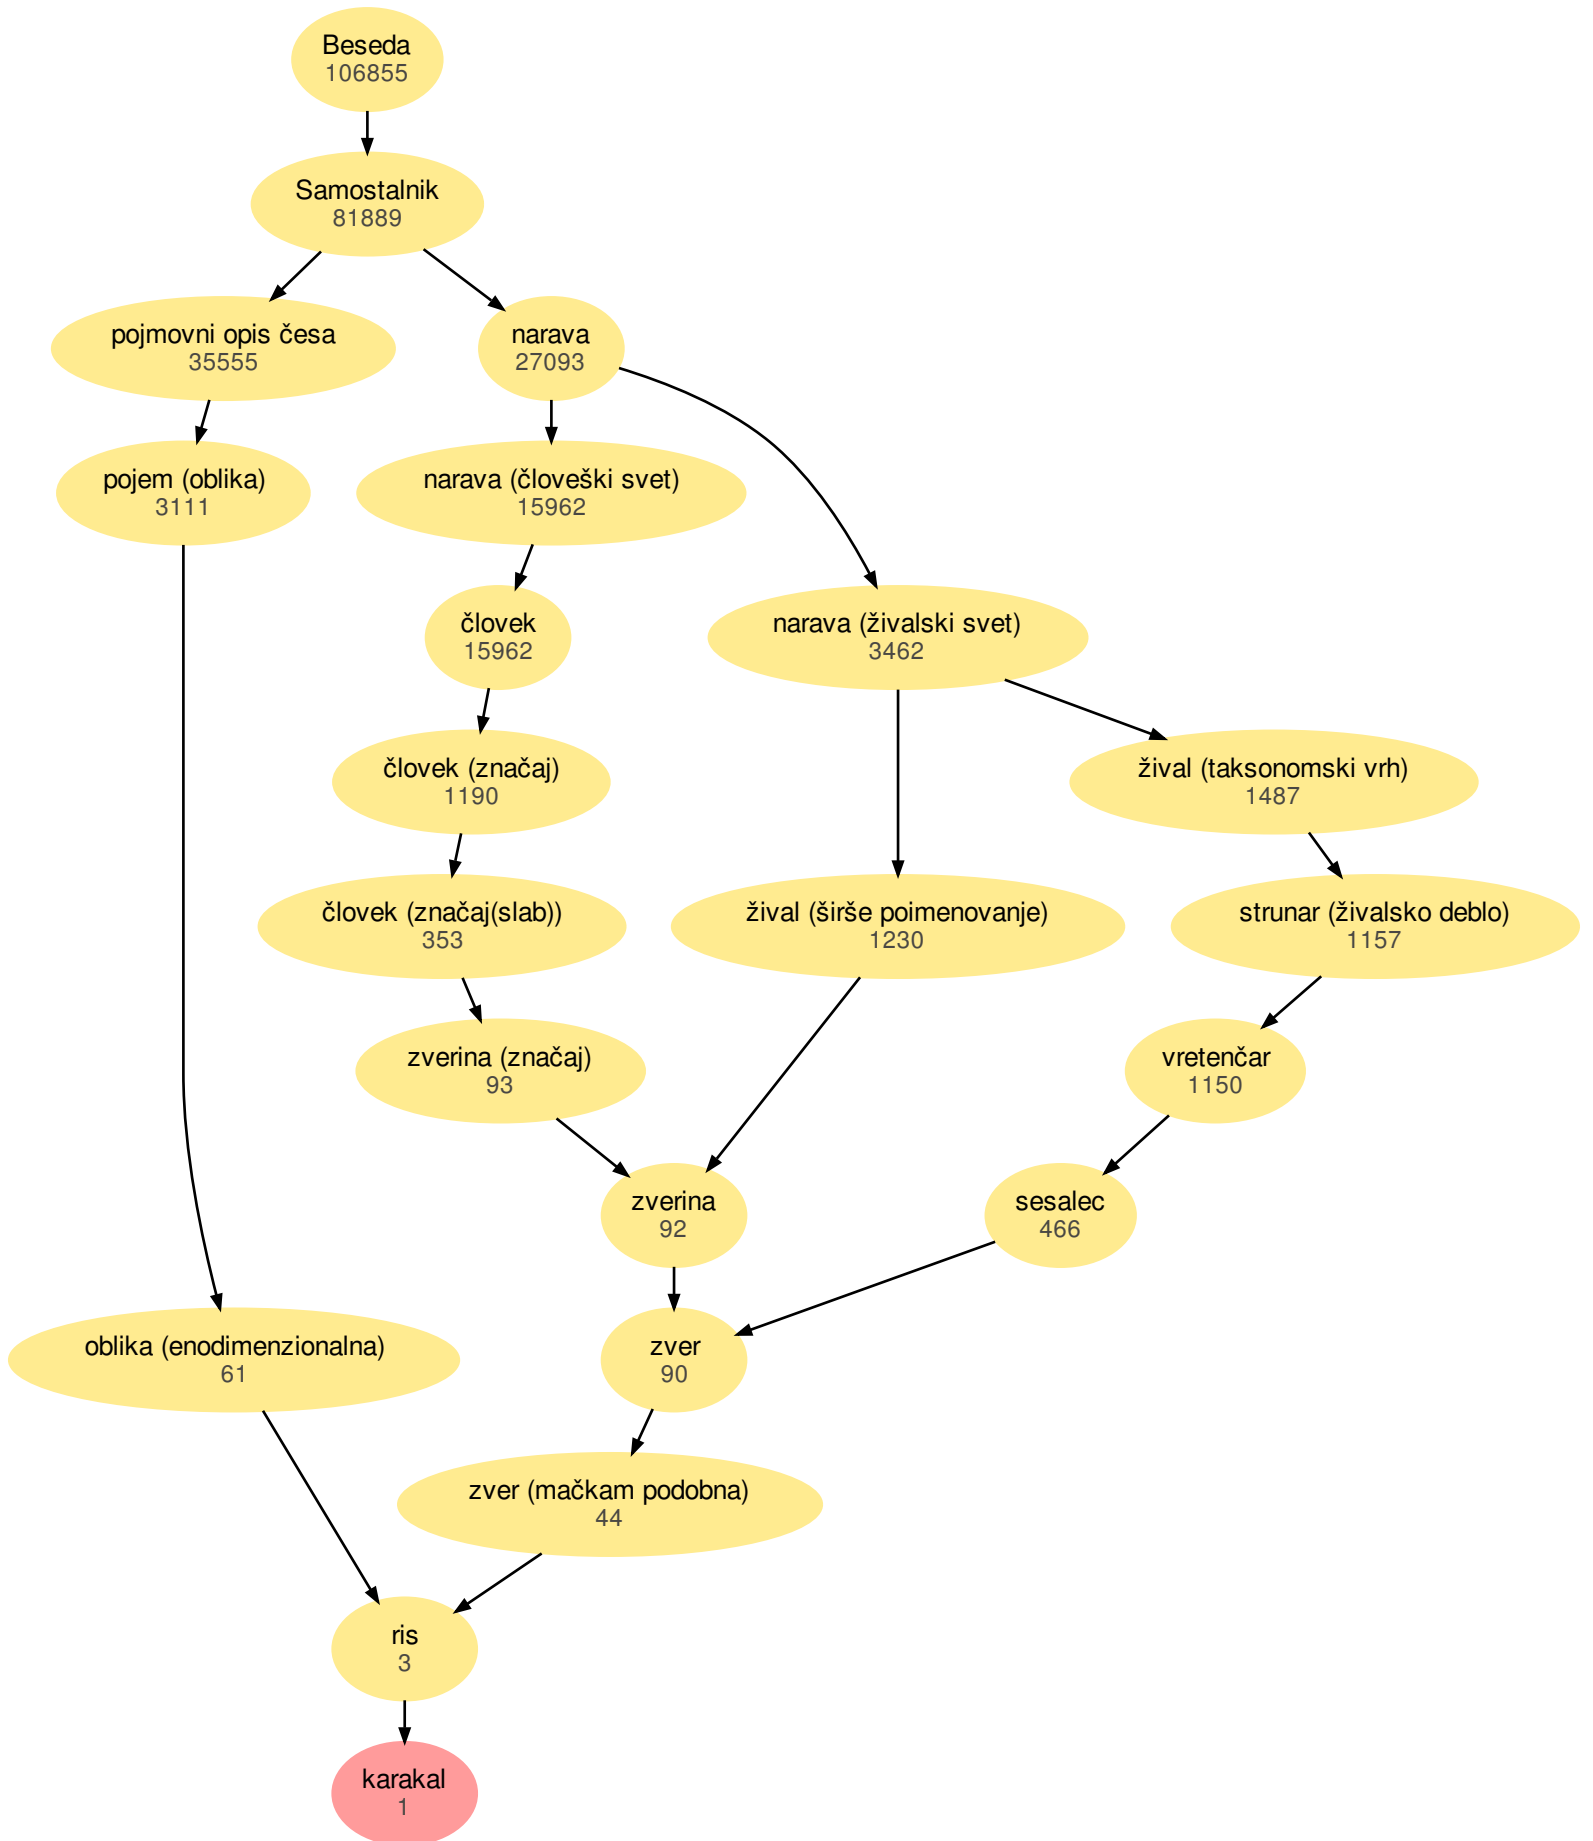 Beseda
106855
Samostalnik
81889
pojmovni opis česa
35555
narava
27093
pojem (oblika)
3111
narava (človeški svet)
15962
človek
15962
narava (živalski svet)
3462
človek (značaj)
1190
žival (taksonomski vrh)
1487
človek (značaj(slab))
353
žival (širše poimenovanje)
1230
strunar (živalsko deblo)
1157
zverina (značaj)
93
vretenčar
1150
zverina
92
sesalec
466
oblika (enodimenzionalna)
61
zver
90
zver (mačkam podobna)
44
ris
3
karakal
1